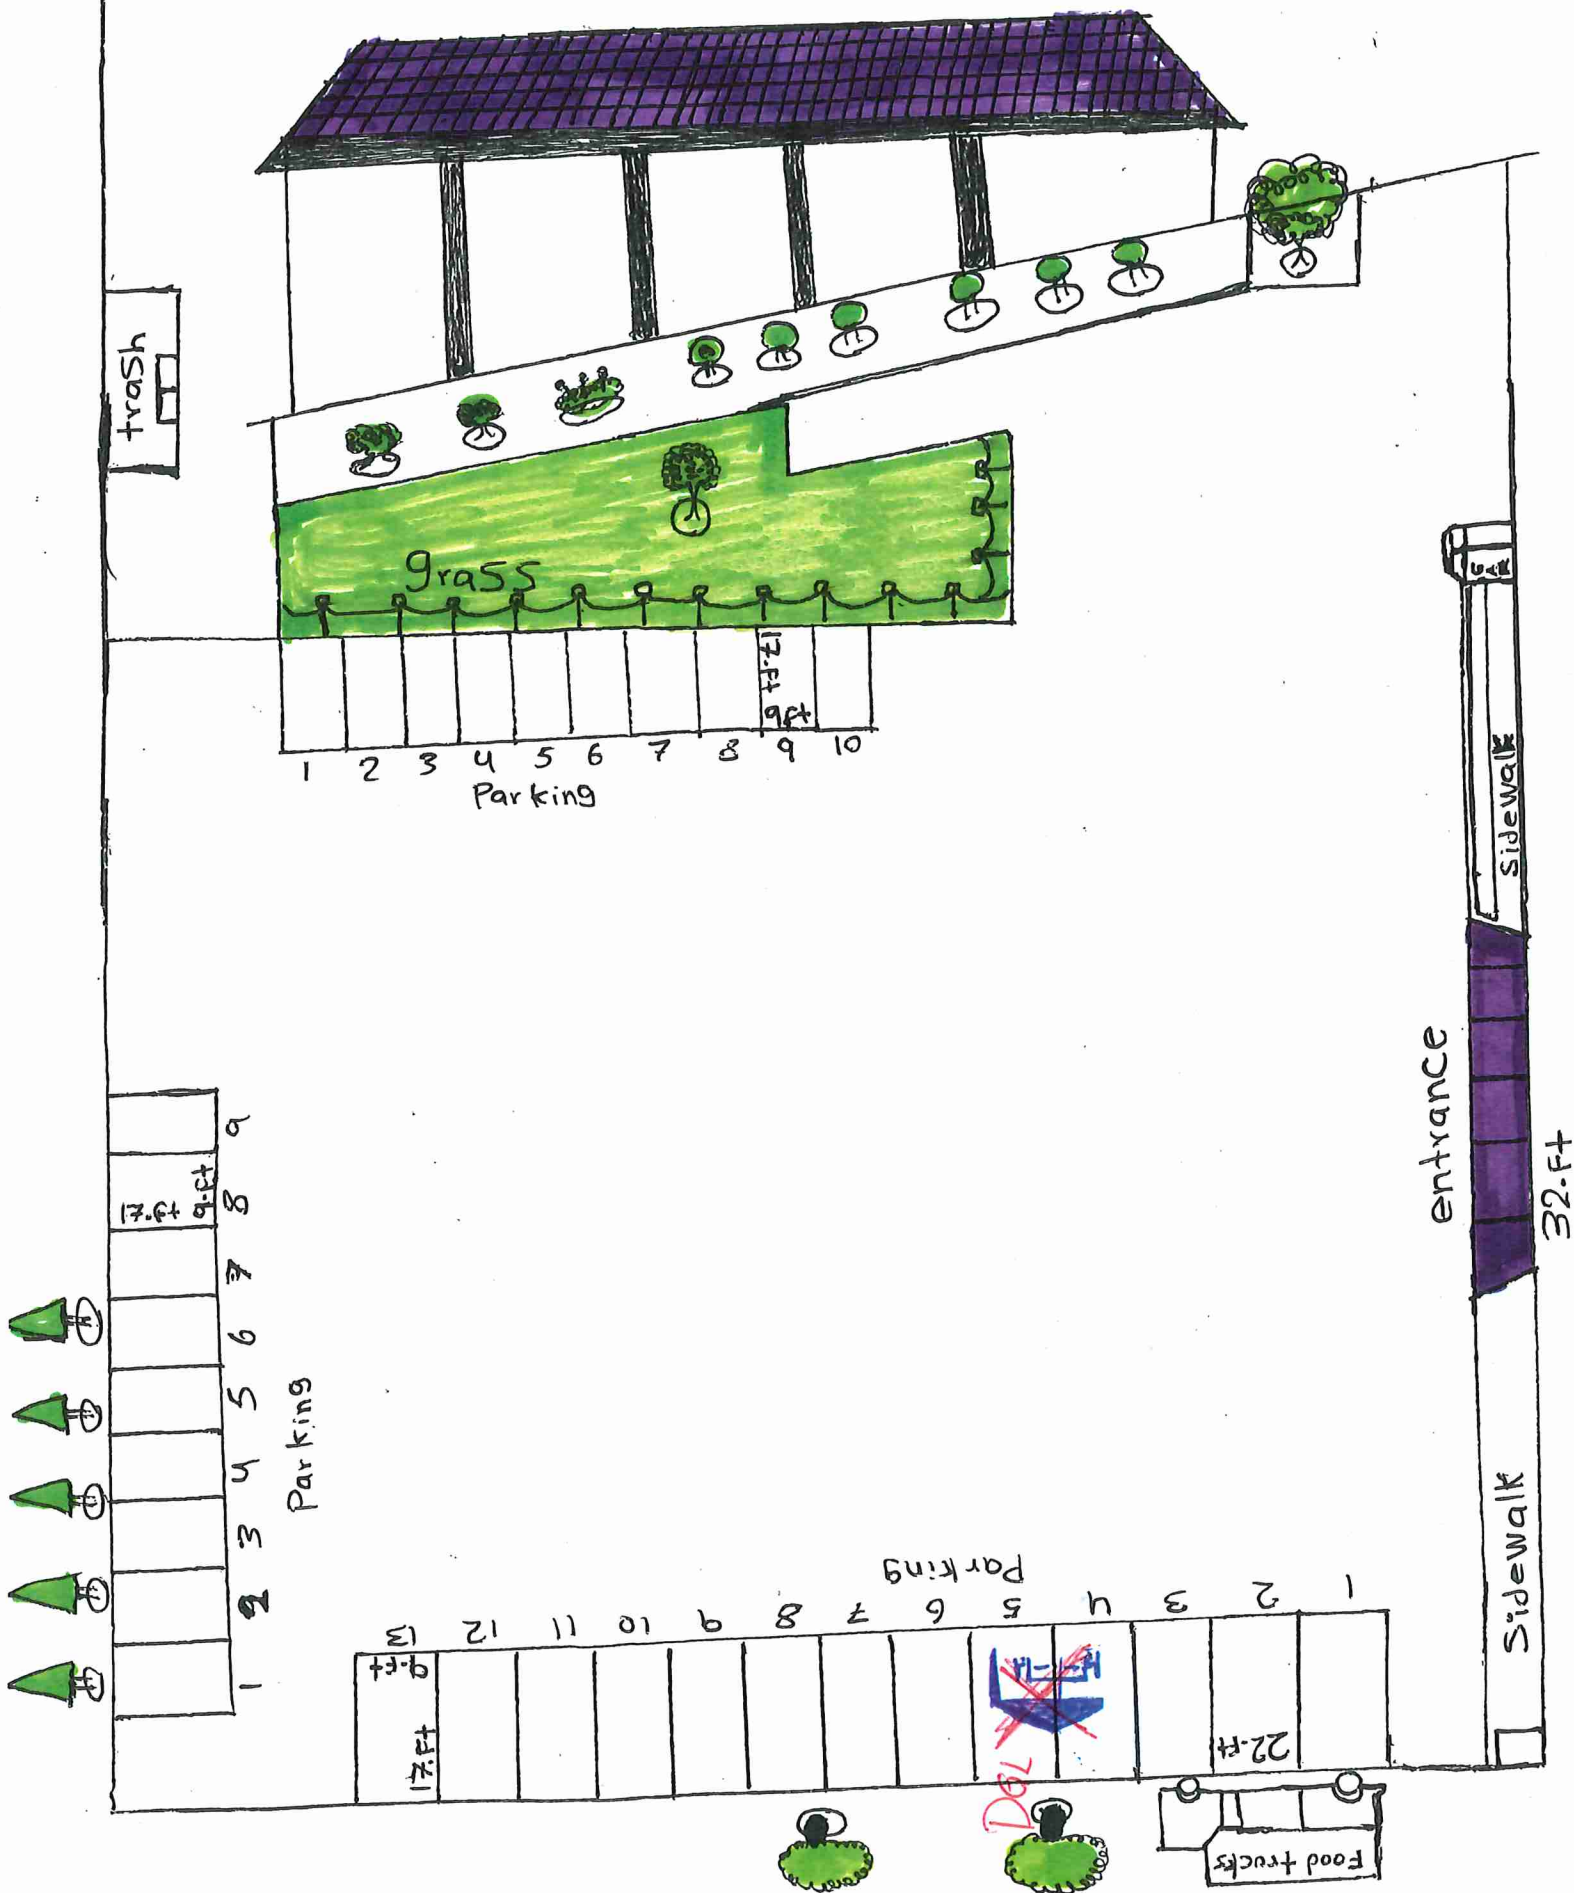 trash
grass
17.Ft
9ft
1 2 3 4 5 6 7 8 9 10
Parking
CAR
Sidewalk
entrance
32.Ft
Sidewalk
9
8
7
6
5
4
3
2
1
17.ft
9.Ft
Parking
Parking
1 2 3 4 5 6 7 8 9 10 11 12 13
9.Ft
17.Ft
22.Ft
Food trucks